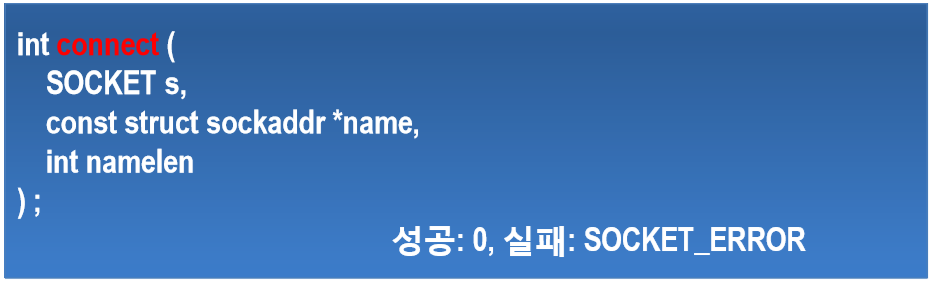 int connect (
SOCKET s,
const struct sockaddr *name,
int namelen
) ;
성공: 0, 실패: SOCKET_ERROR